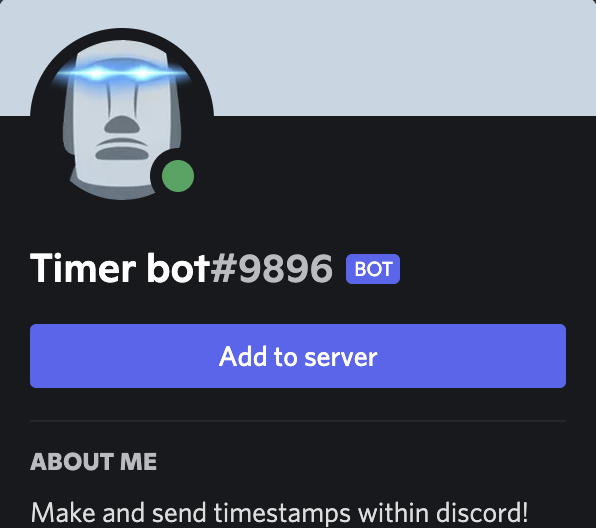 Timer bot#9896 BOT
Add to server
ABOUT ME
Make and send timestamps within discord!